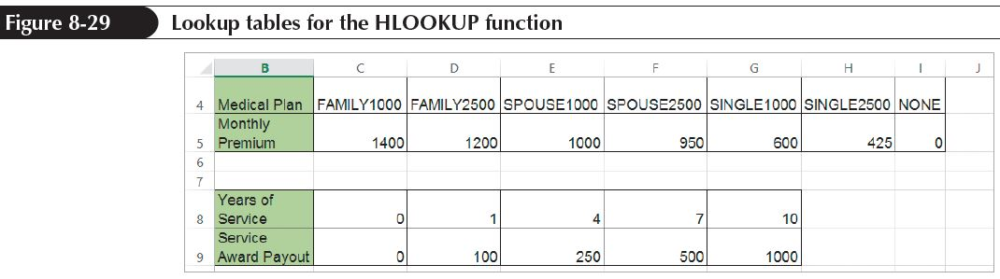 Figure 8-29 Lookup tables for the HLOOKUP function
B C D E F G H I J
4 Medical Plan FAMILY1000 FAMILY2500 SPOUSE1000 SPOUSE2500 SINGLE1000 SINGLE2500 NONE
Monthly
5 Premium 1400 1200 1000 950 600 425 0
6
7
Years of
8 Service 0 1 4 7 10
Service
9 Award Payout 0 100 250 500 1000